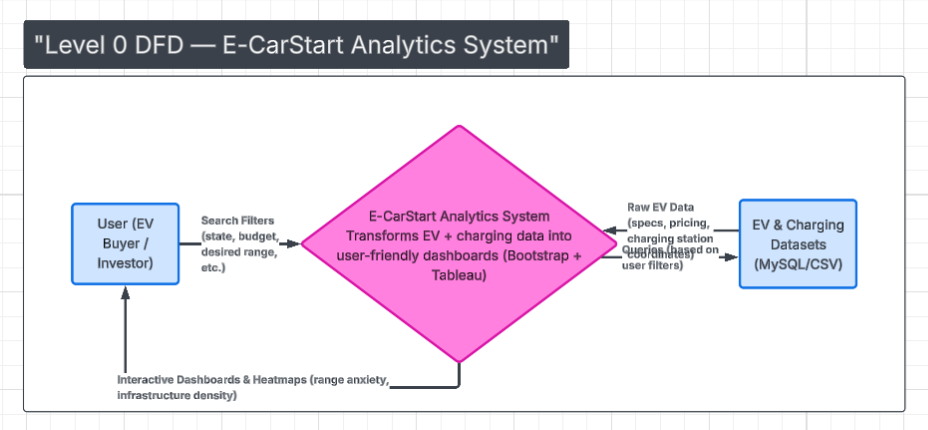 "Level 0 DFD — E-CarStart Analytics System"
User (EV
Buyer /
Investor)
Search Filters
(state, budget,
desired range,
etc.)
E-CarStart Analytics System
Transforms EV + charging data into
user-friendly dashboards (Bootstrap +
Tableau)
Raw EV Data
(specs, pricing,
charging station
coordinates)
Queries (based on
user filters)
EV & Charging
Datasets
(MySQL/CSV)
Interactive Dashboards & Heatmaps (range anxiety,
infrastructure density)